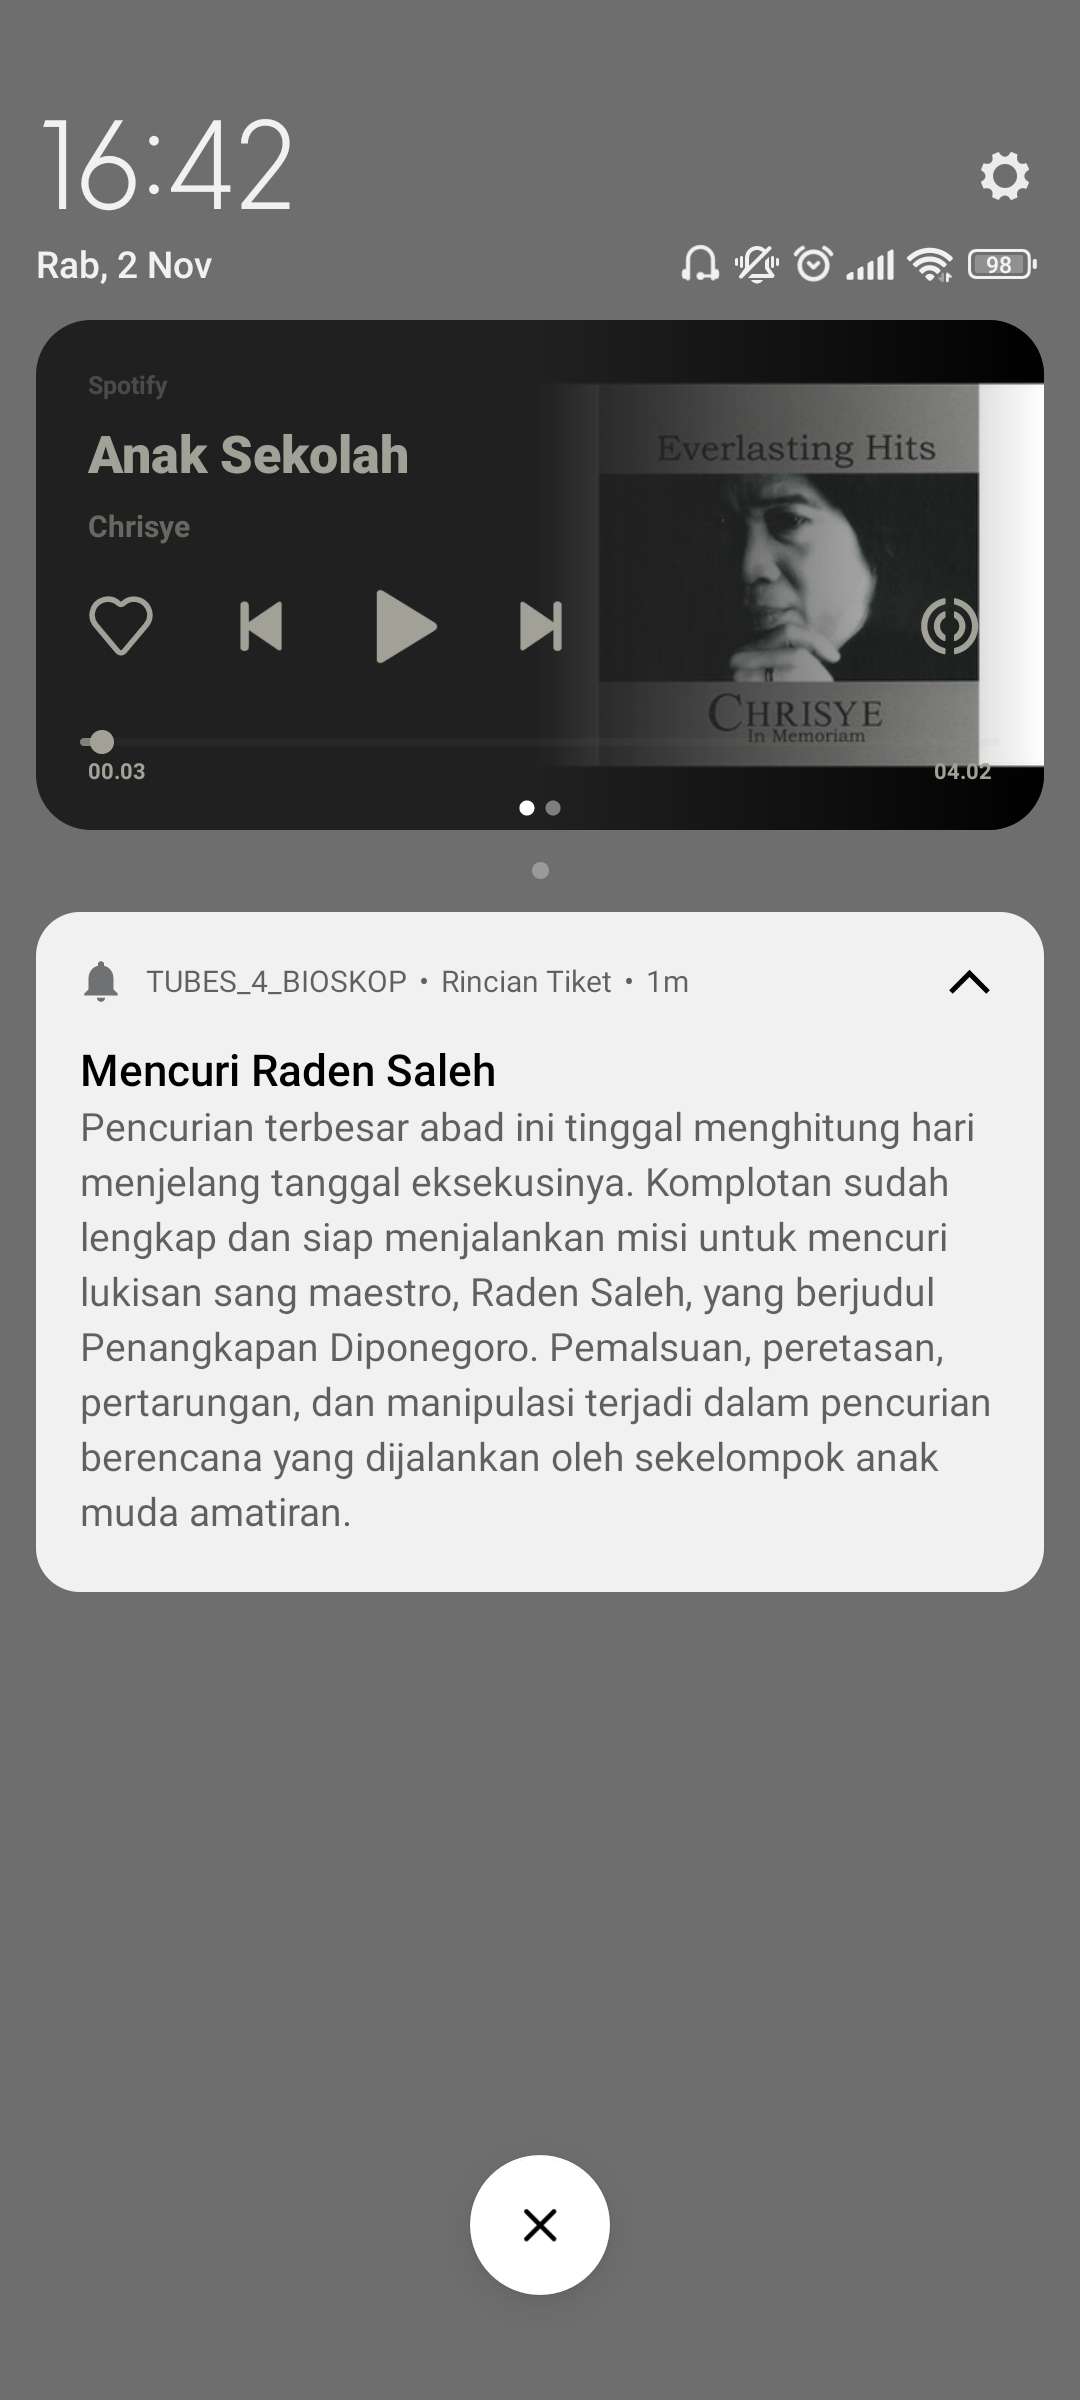 16:42
Rab, 2 Nov
98
Spotify
Anak Sekolah
Chrisye
Everlasting Hits
CHRISYE
In Memoriam
00.03
04.02
TUBES_4_BIOSKOP • Rincian Tiket • 1m
Mencuri Raden Saleh
Pencurian terbesar abad ini tinggal menghitung hari
menjelang tanggal eksekusinya. Komplotan sudah
lengkap dan siap menjalankan misi untuk mencuri
lukisan sang maestro, Raden Saleh, yang berjudul
Penangkapan Diponegoro. Pemalsuan, peretasan,
pertarungan, dan manipulasi terjadi dalam pencurian
berencana yang dijalankan oleh sekelompok anak
muda amatiran.